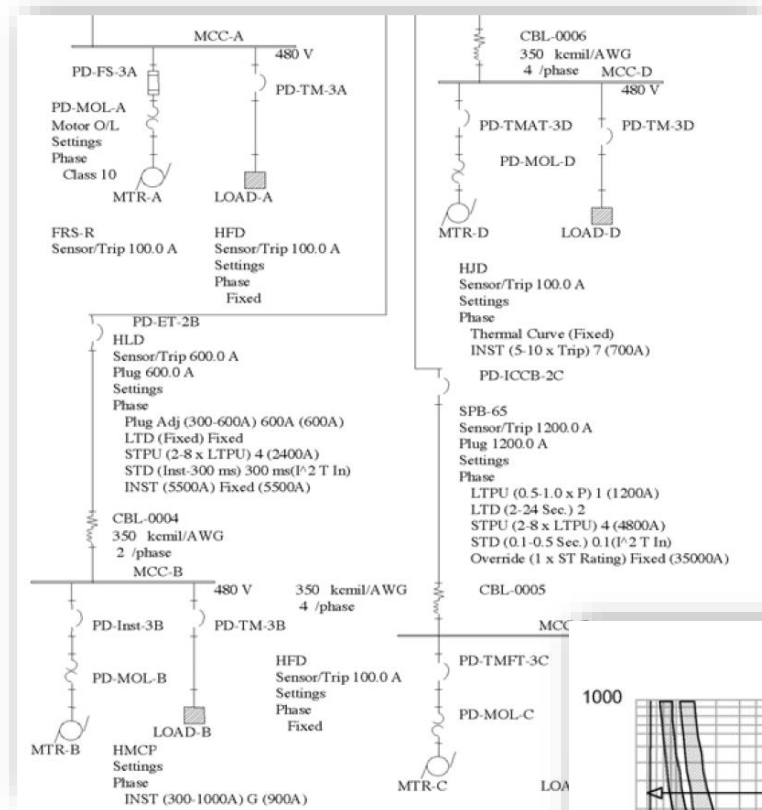 MCC-A
480 V
PD-FS-3A
PD-TM-3A
PD-MOL-A
Motor O/L
Settings
Phase
Class 10
MTR-A
LOAD-A
FRS-R
Sensor/Trip 100.0 A
HFD
Sensor/Trip 100.0 A
Settings
Phase
Fixed
CBL-0006
350 kcmil/AWG
4 /phase
MCC-D
480 V
PD-TMAT-3D
PD-TM-3D
PD-MOL-D
MTR-D
LOAD-D
HJD
Sensor/Trip 100.0 A
Settings
Phase
Thermal Curve (Fixed)
INST (5-10 x Trip) 7 (700A)
PD-ET-2B
HLD
Sensor/Trip 600.0 A
Plug 600.0 A
Settings
Phase
Plug Adj (300-600A) 600A (600A)
LTD (Fixed) Fixed
STPU (2-8 x LTPU) 4 (2400A)
STD (Inst-300 ms) 300 ms(I^2 T In)
INST (5500A) Fixed (5500A)
PD-ICCB-2C
SPB-65
Sensor/Trip 1200.0 A
Plug 1200.0 A
Settings
Phase
LTPU (0.5-1.0 x P) 1 (1200A)
LTD (2-24 Sec.) 2
STPU (2-8 x LTPU) 4 (4800A)
STD (0.1-0.5 Sec.) 0.1(I^2 T In)
Override (1 x ST Rating) Fixed (35000A)
CBL-0004
350 kcmil/AWG
2 /phase
MCC-B
480 V
PD-Inst-3B
PD-TM-3B
PD-MOL-B
MTR-B
LOAD-B
HMCP
Settings
Phase
INST (300-1000A) G (900A)
HFD
Sensor/Trip 100.0 A
Settings
Phase
Fixed
350 kcmil/AWG
4 /phase
CBL-0005
MCC
PD-TMFT-3C
PD-MOL-C
MTR-C
LOA
1000